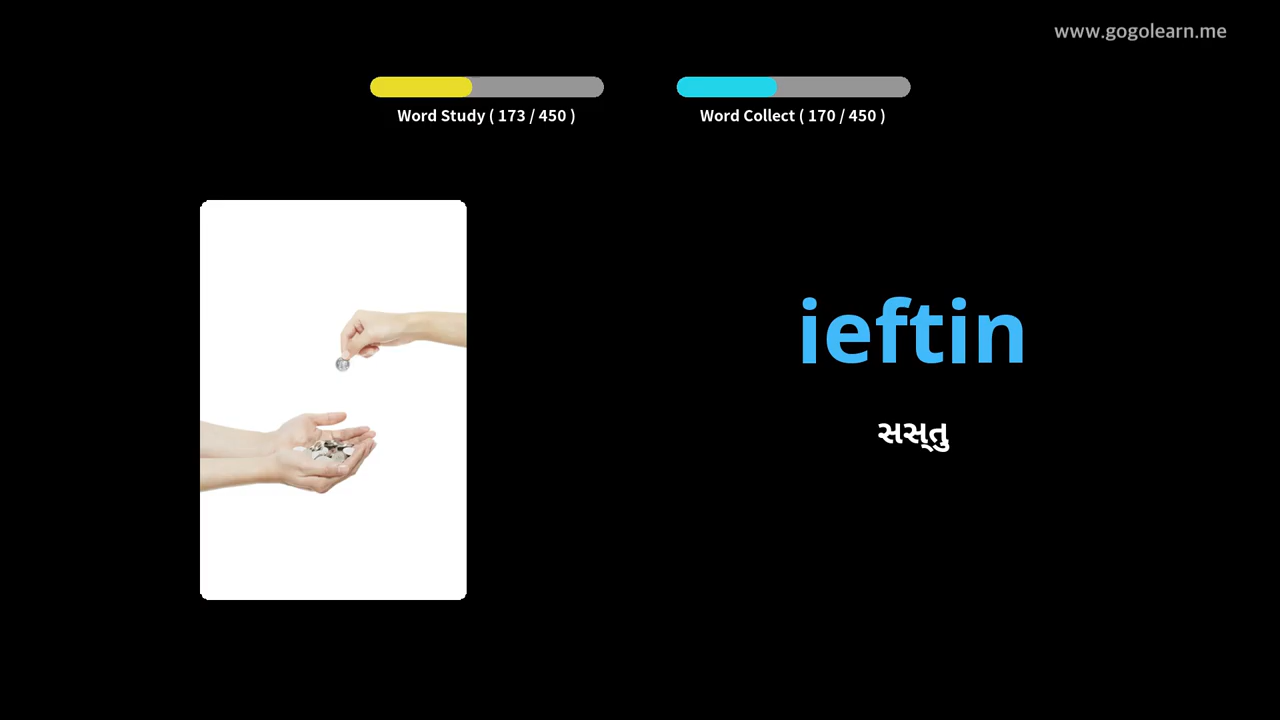 www.gogolearn.me
Word Study ( 173 / 450 )
Word Collect ( 170 / 450 )
ieftin
સસ્તુ